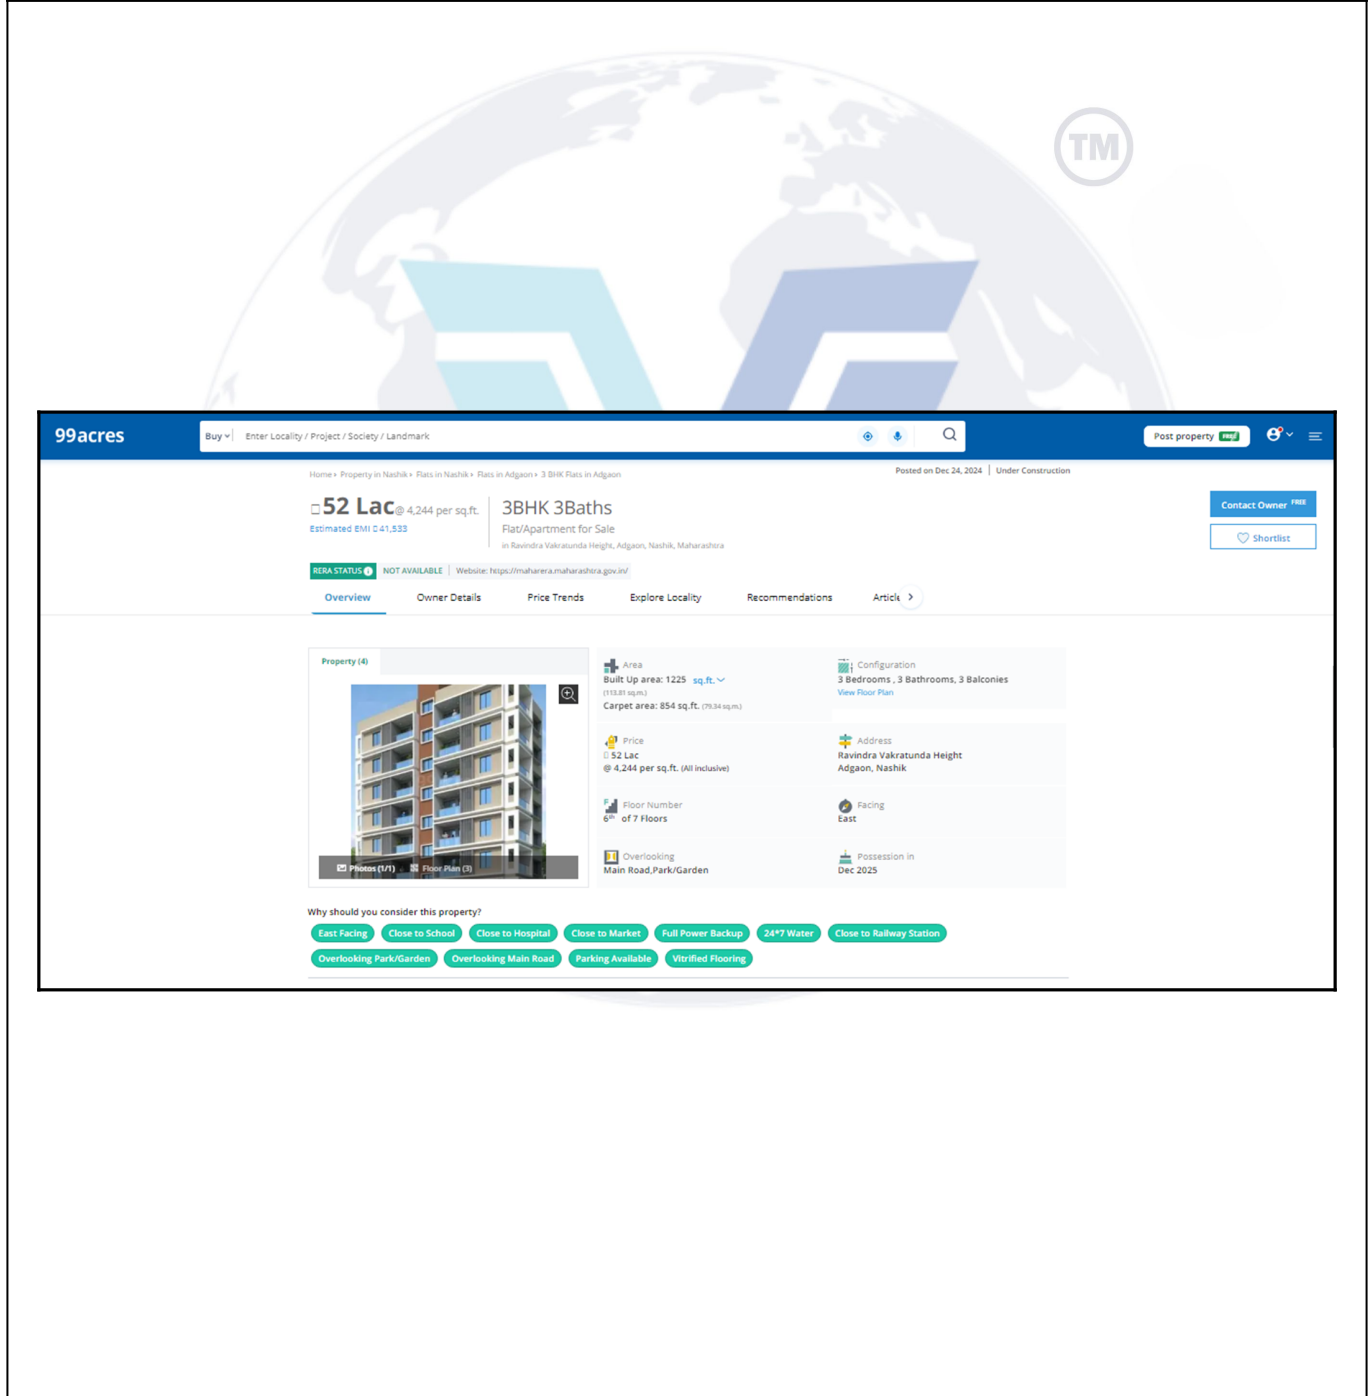 TM
99acres
Buy
Enter Locality / Project / Society / Landmark
Post property FREE
Home › Property in Nashik › Flats in Nashik › Flats in Adgaon › 3 BHK Flats in Adgaon
Posted on Dec 24, 2024 | Under Construction
52 Lac @ 4,244 per sq.ft.
Estimated EMI 41,533
3BHK 3Baths
Flat/Apartment for Sale
in Ravindra Vakratunda Height, Adgaon, Nashik, Maharashtra
Contact Owner FREE
Shortlist
RERA STATUS NOT AVAILABLE Website: https://maharera.maharashtra.gov.in/
Overview Owner Details Price Trends Explore Locality Recommendations Article
Property (4)
Photos (1/1) Floor Plan (3)
Area
Built Up area: 1225 sq.ft.
(113.81 sq.m.)
Carpet area: 854 sq.ft. (79.34 sq.m.)
Configuration
3 Bedrooms , 3 Bathrooms, 3 Balconies
View Floor Plan
Price
52 Lac
@ 4,244 per sq.ft. (All inclusive)
Address
Ravindra Vakratunda Height
Adgaon, Nashik
Floor Number
6th of 7 Floors
Facing
East
Overlooking
Main Road,Park/Garden
Possession in
Dec 2025
Why should you consider this property?
East Facing Close to School Close to Hospital Close to Market Full Power Backup 24*7 Water Close to Railway Station
Overlooking Park/Garden Overlooking Main Road Parking Available Vitrified Flooring